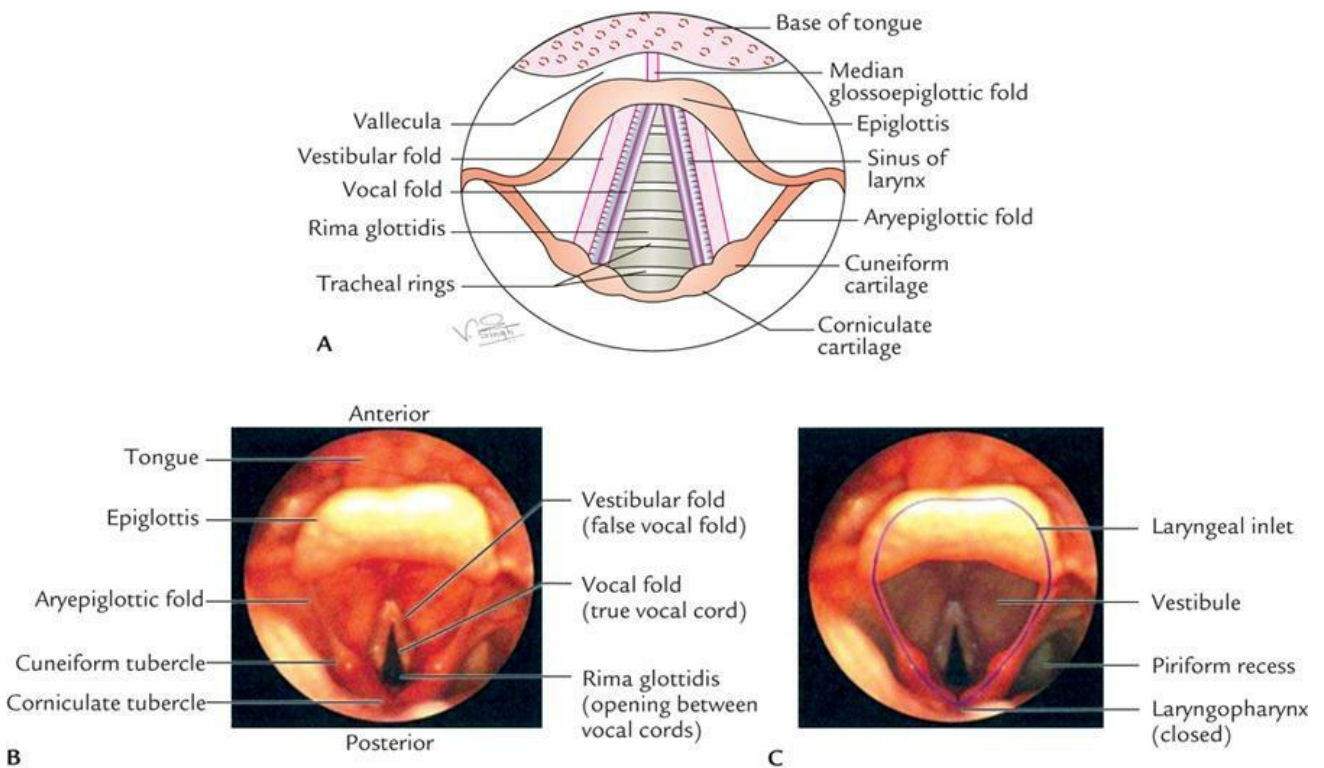 Base of tongue
Median
glossoepiglottic fold
Epiglottis
Sinus of
larynx
Aryepiglottic fold
Cuneiform
cartilage
Corniculate
cartilage
Vallecula
Vestibular fold
Vocal fold
Rima glottidis
Tracheal rings
V. Singh
A
Anterior
Tongue
Epiglottis
Aryepiglottic fold
Cuneiform tubercle
Corniculate tubercle
Vestibular fold
(false vocal fold)
Vocal fold
(true vocal cord)
Rima glottidis
(opening between
vocal cords)
Posterior
B
Laryngeal inlet
Vestibule
Piriform recess
Laryngopharynx
(closed)
C